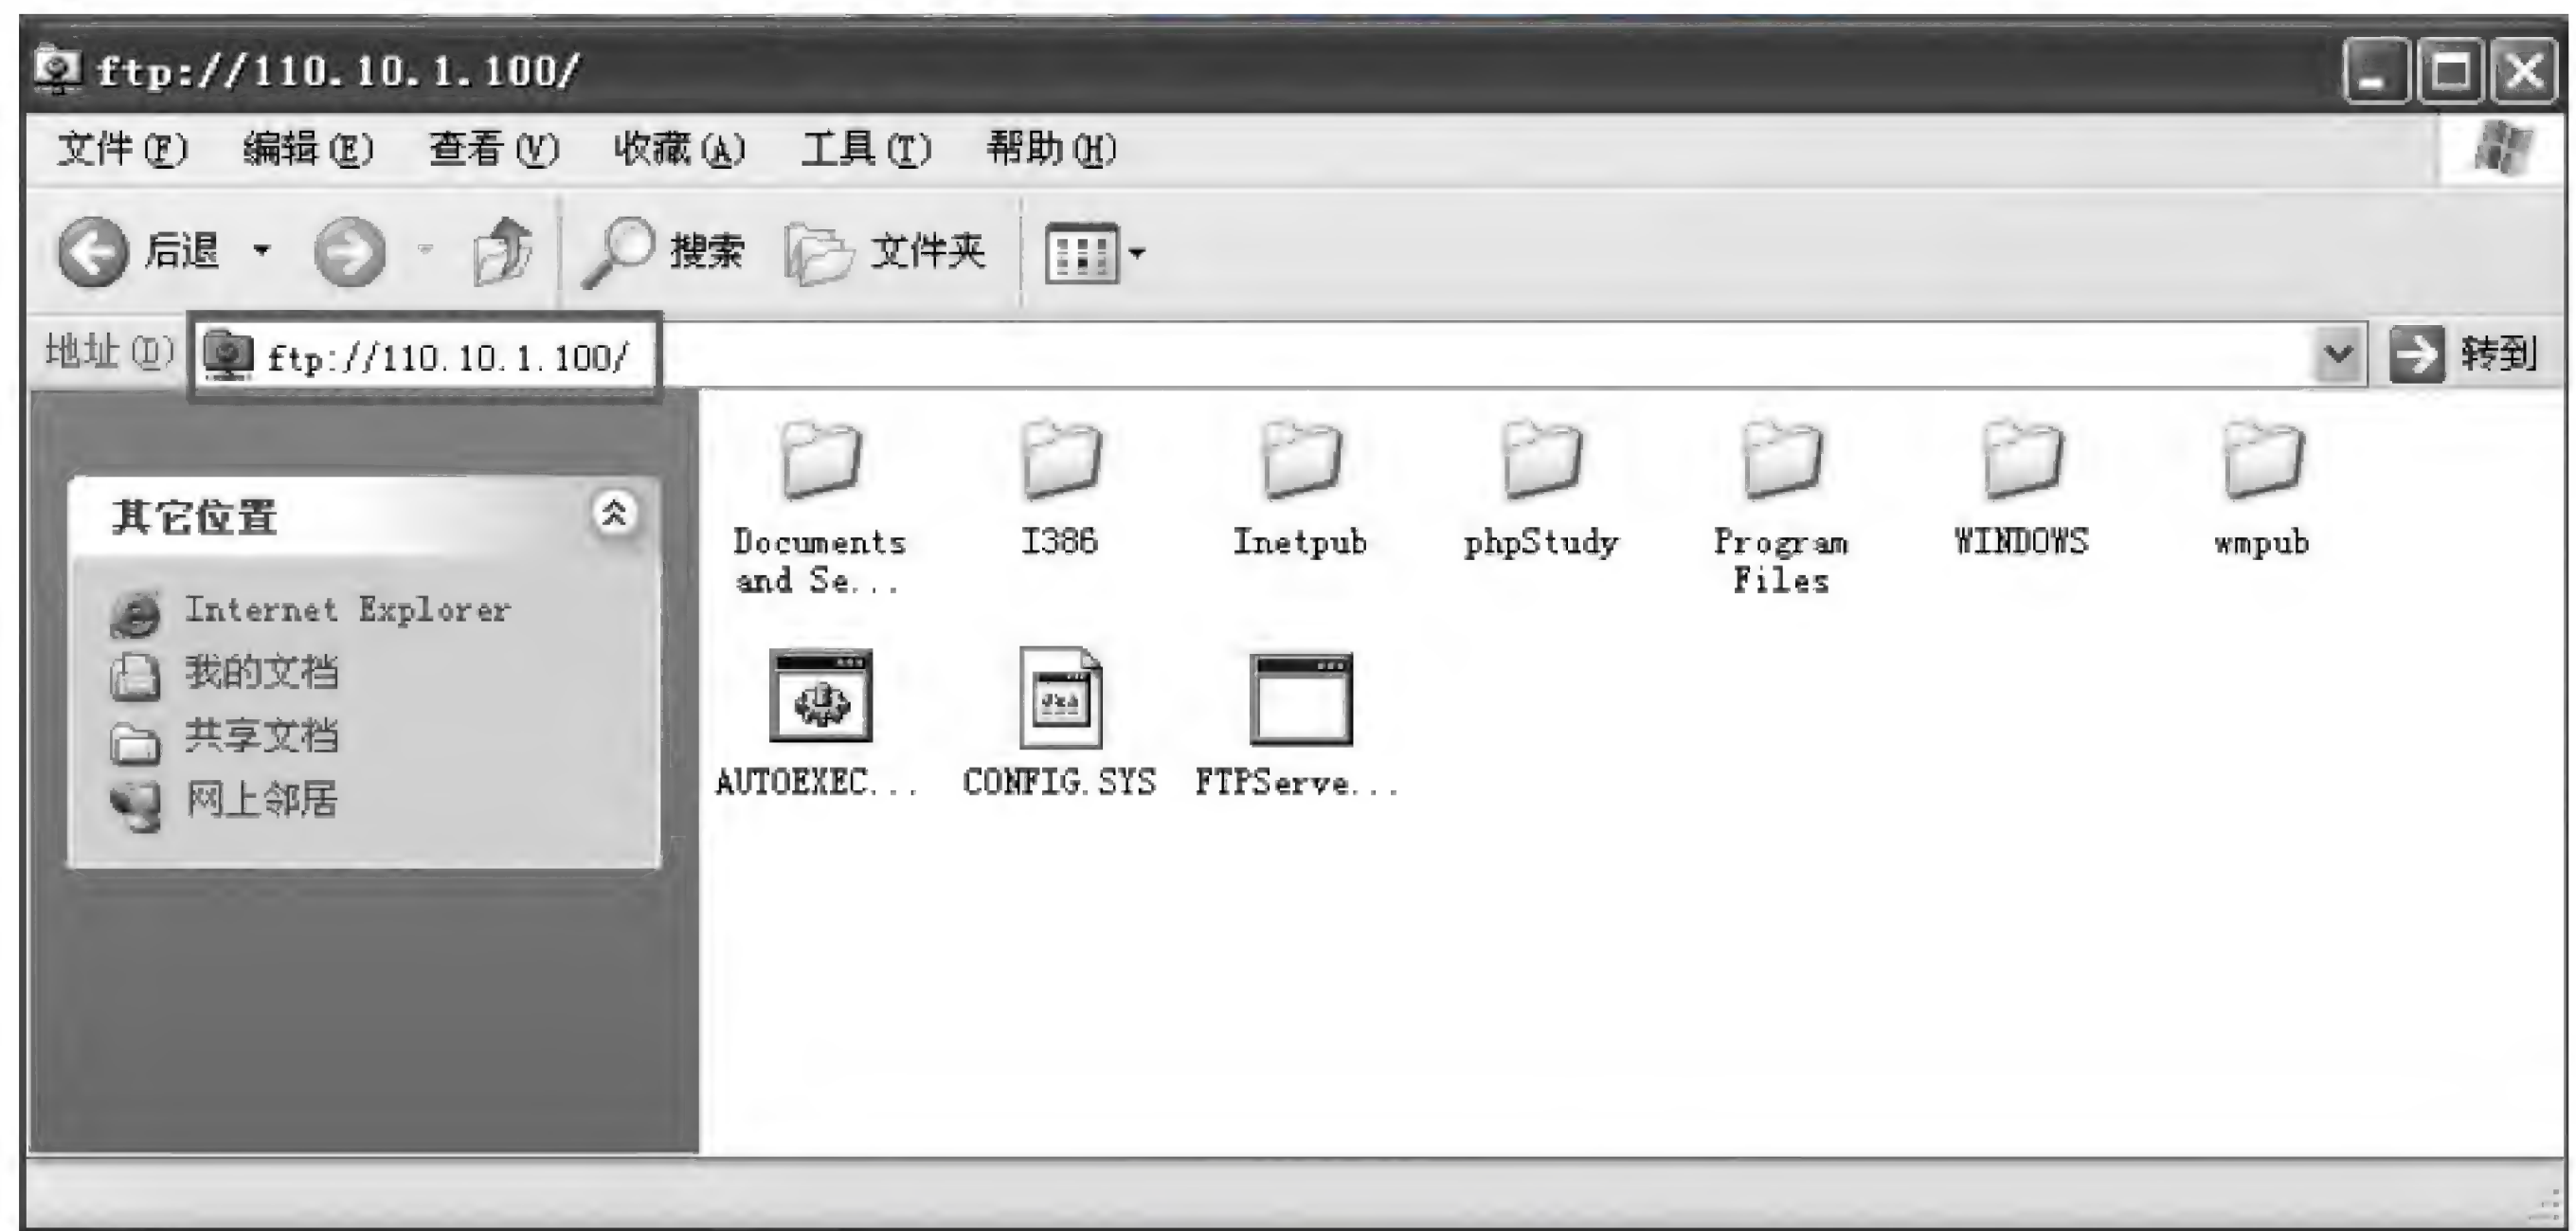 ftp://110.10.1.100/
文件(F) 编辑(E) 查看(V) 收藏(A) 工具(T) 帮助(H)
后退 搜索 文件夹
地址(D) ftp://110.10.1.100/ 转到
其它位置
Internet Explorer
我的文档
共享文档
网上邻居
Documents and Se...
I386
Inetpub
phpStudy
Program Files
WINDOWS
wmpub
AUTOEXEC...
CONFIG.SYS
FTPServe...